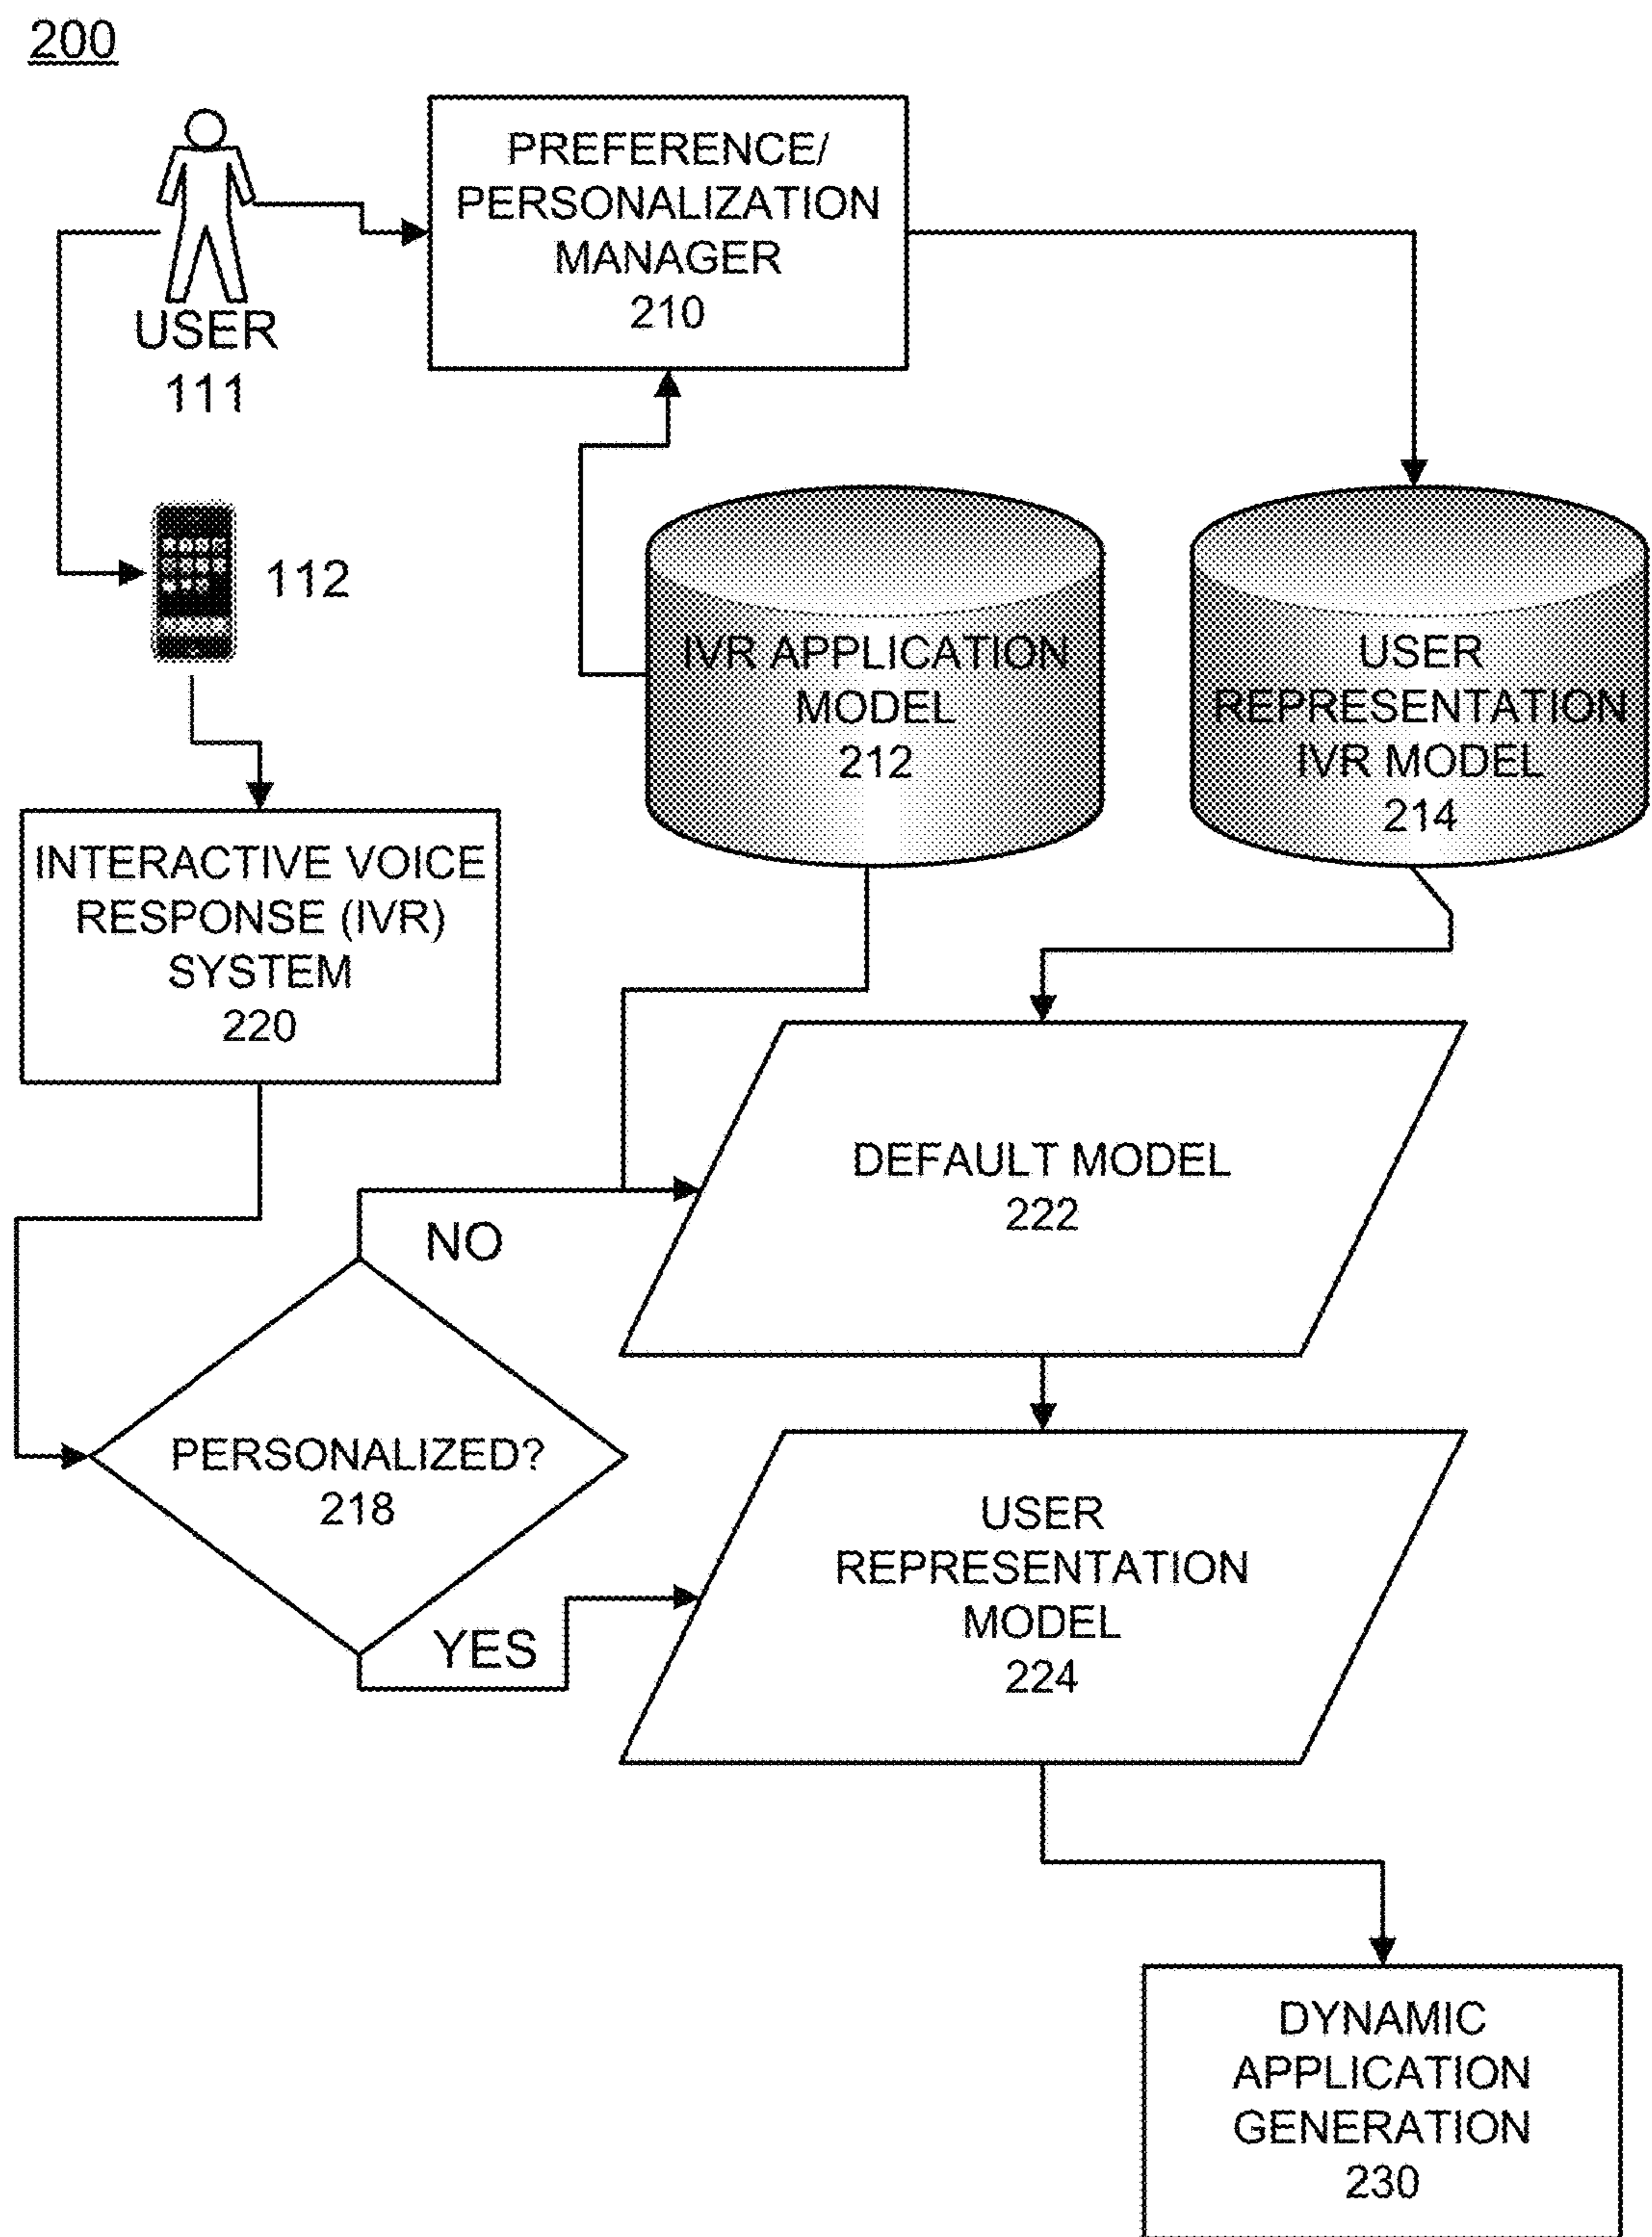 200
PREFERENCE/
PERSONALIZATION
MANAGER
210
USER
111
112
IVR APPLICATION
MODEL
212
USER
REPRESENTATION
IVR MODEL
214
INTERACTIVE VOICE
RESPONSE (IVR)
SYSTEM
220
DEFAULT MODEL
222
NO
PERSONALIZED?
218
YES
USER
REPRESENTATION
MODEL
224
DYNAMIC
APPLICATION
GENERATION
230